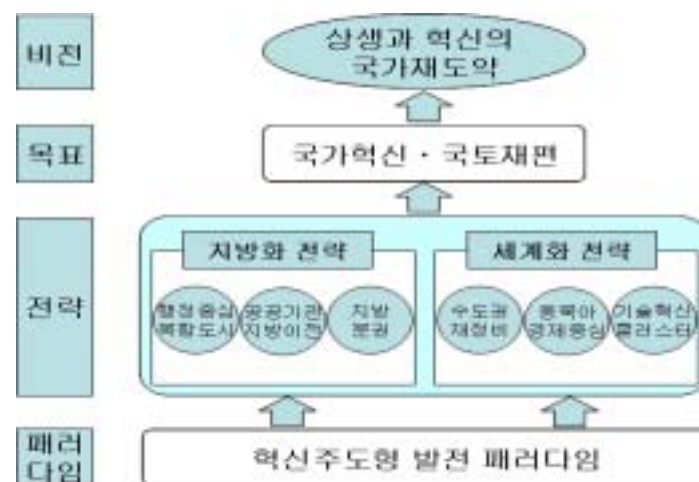 비전
상생과 혁신의
국가재도약
목표
국가혁신·국토재편
전략
지방화 전략
세계화 전략
행정중심
복합도시
공공기관
지방이전
지방
분권
수도권
재정비
동북아
경제중심
기술혁신
클러스터
패러
다임
혁신주도형 발전 패러다임